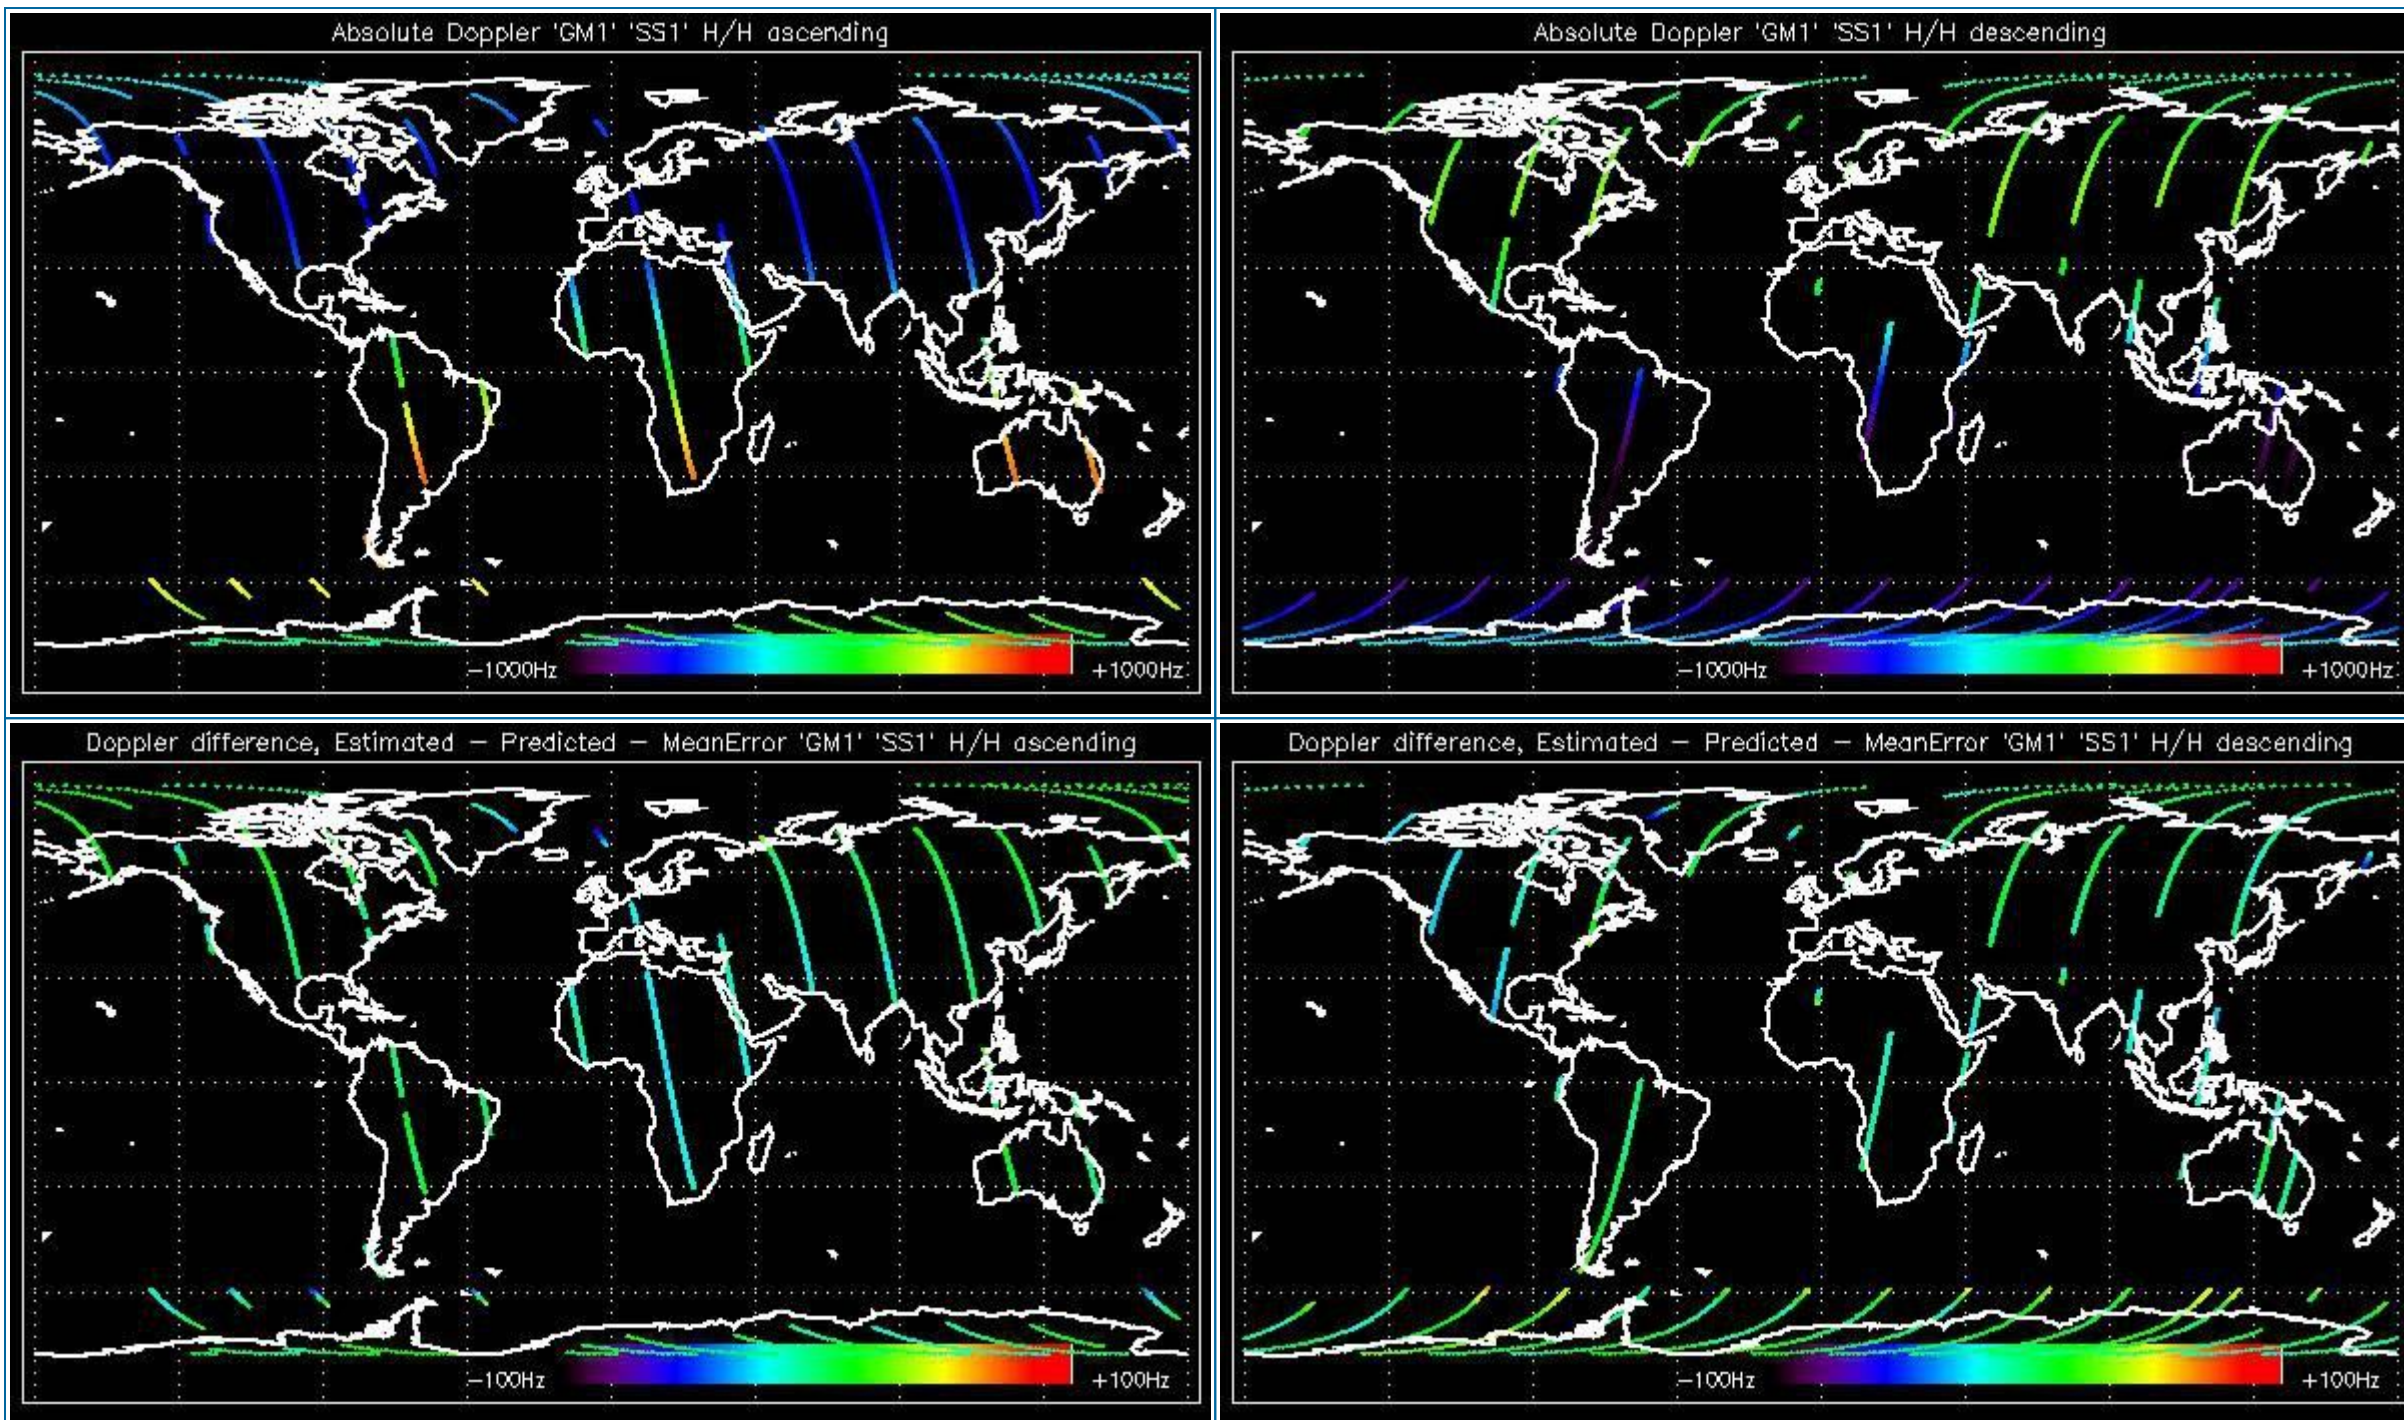 Absolute Doppler 'GM1' 'SS1' H/H ascending
−1000Hz
+1000Hz
Absolute Doppler 'GM1' 'SS1' H/H descending
−1000Hz
+1000Hz
Doppler difference, Estimated − Predicted − MeanError 'GM1' 'SS1' H/H ascending
−100Hz
+100Hz
Doppler difference, Estimated − Predicted − MeanError 'GM1' 'SS1' H/H descending
−100Hz
+100Hz